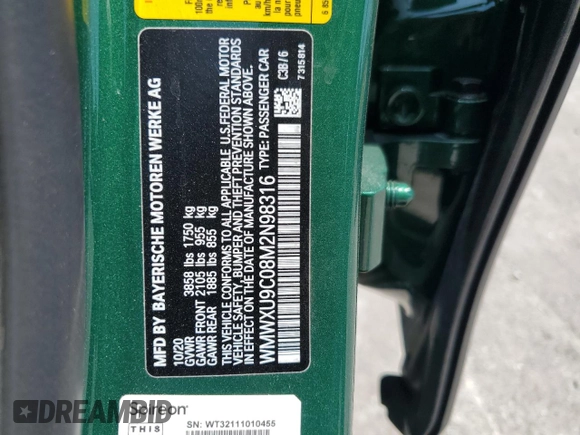 MFD BY BAYERISCHE MOTOREN WERKE AG
10/20
GVWR 3858 lbs 1750 kg
GAWR FRONT 2105 lbs 955 kg
GAWR REAR 1885 lbs 855 kg
THIS VEHICLE CONFORMS TO ALL APPLICABLE U.S. FEDERAL MOTOR
VEHICLE SAFETY, BUMPER AND THEFT PREVENTION STANDARDS
IN EFFECT ON THE DATE OF MANUFACTURE SHOWN ABOVE.
WMWXU9C08M2N98316 TYPE: PASSENGER CAR
C3B/6
7315814
Spireon
THIS
SN: WT32111010455
DREAMBID